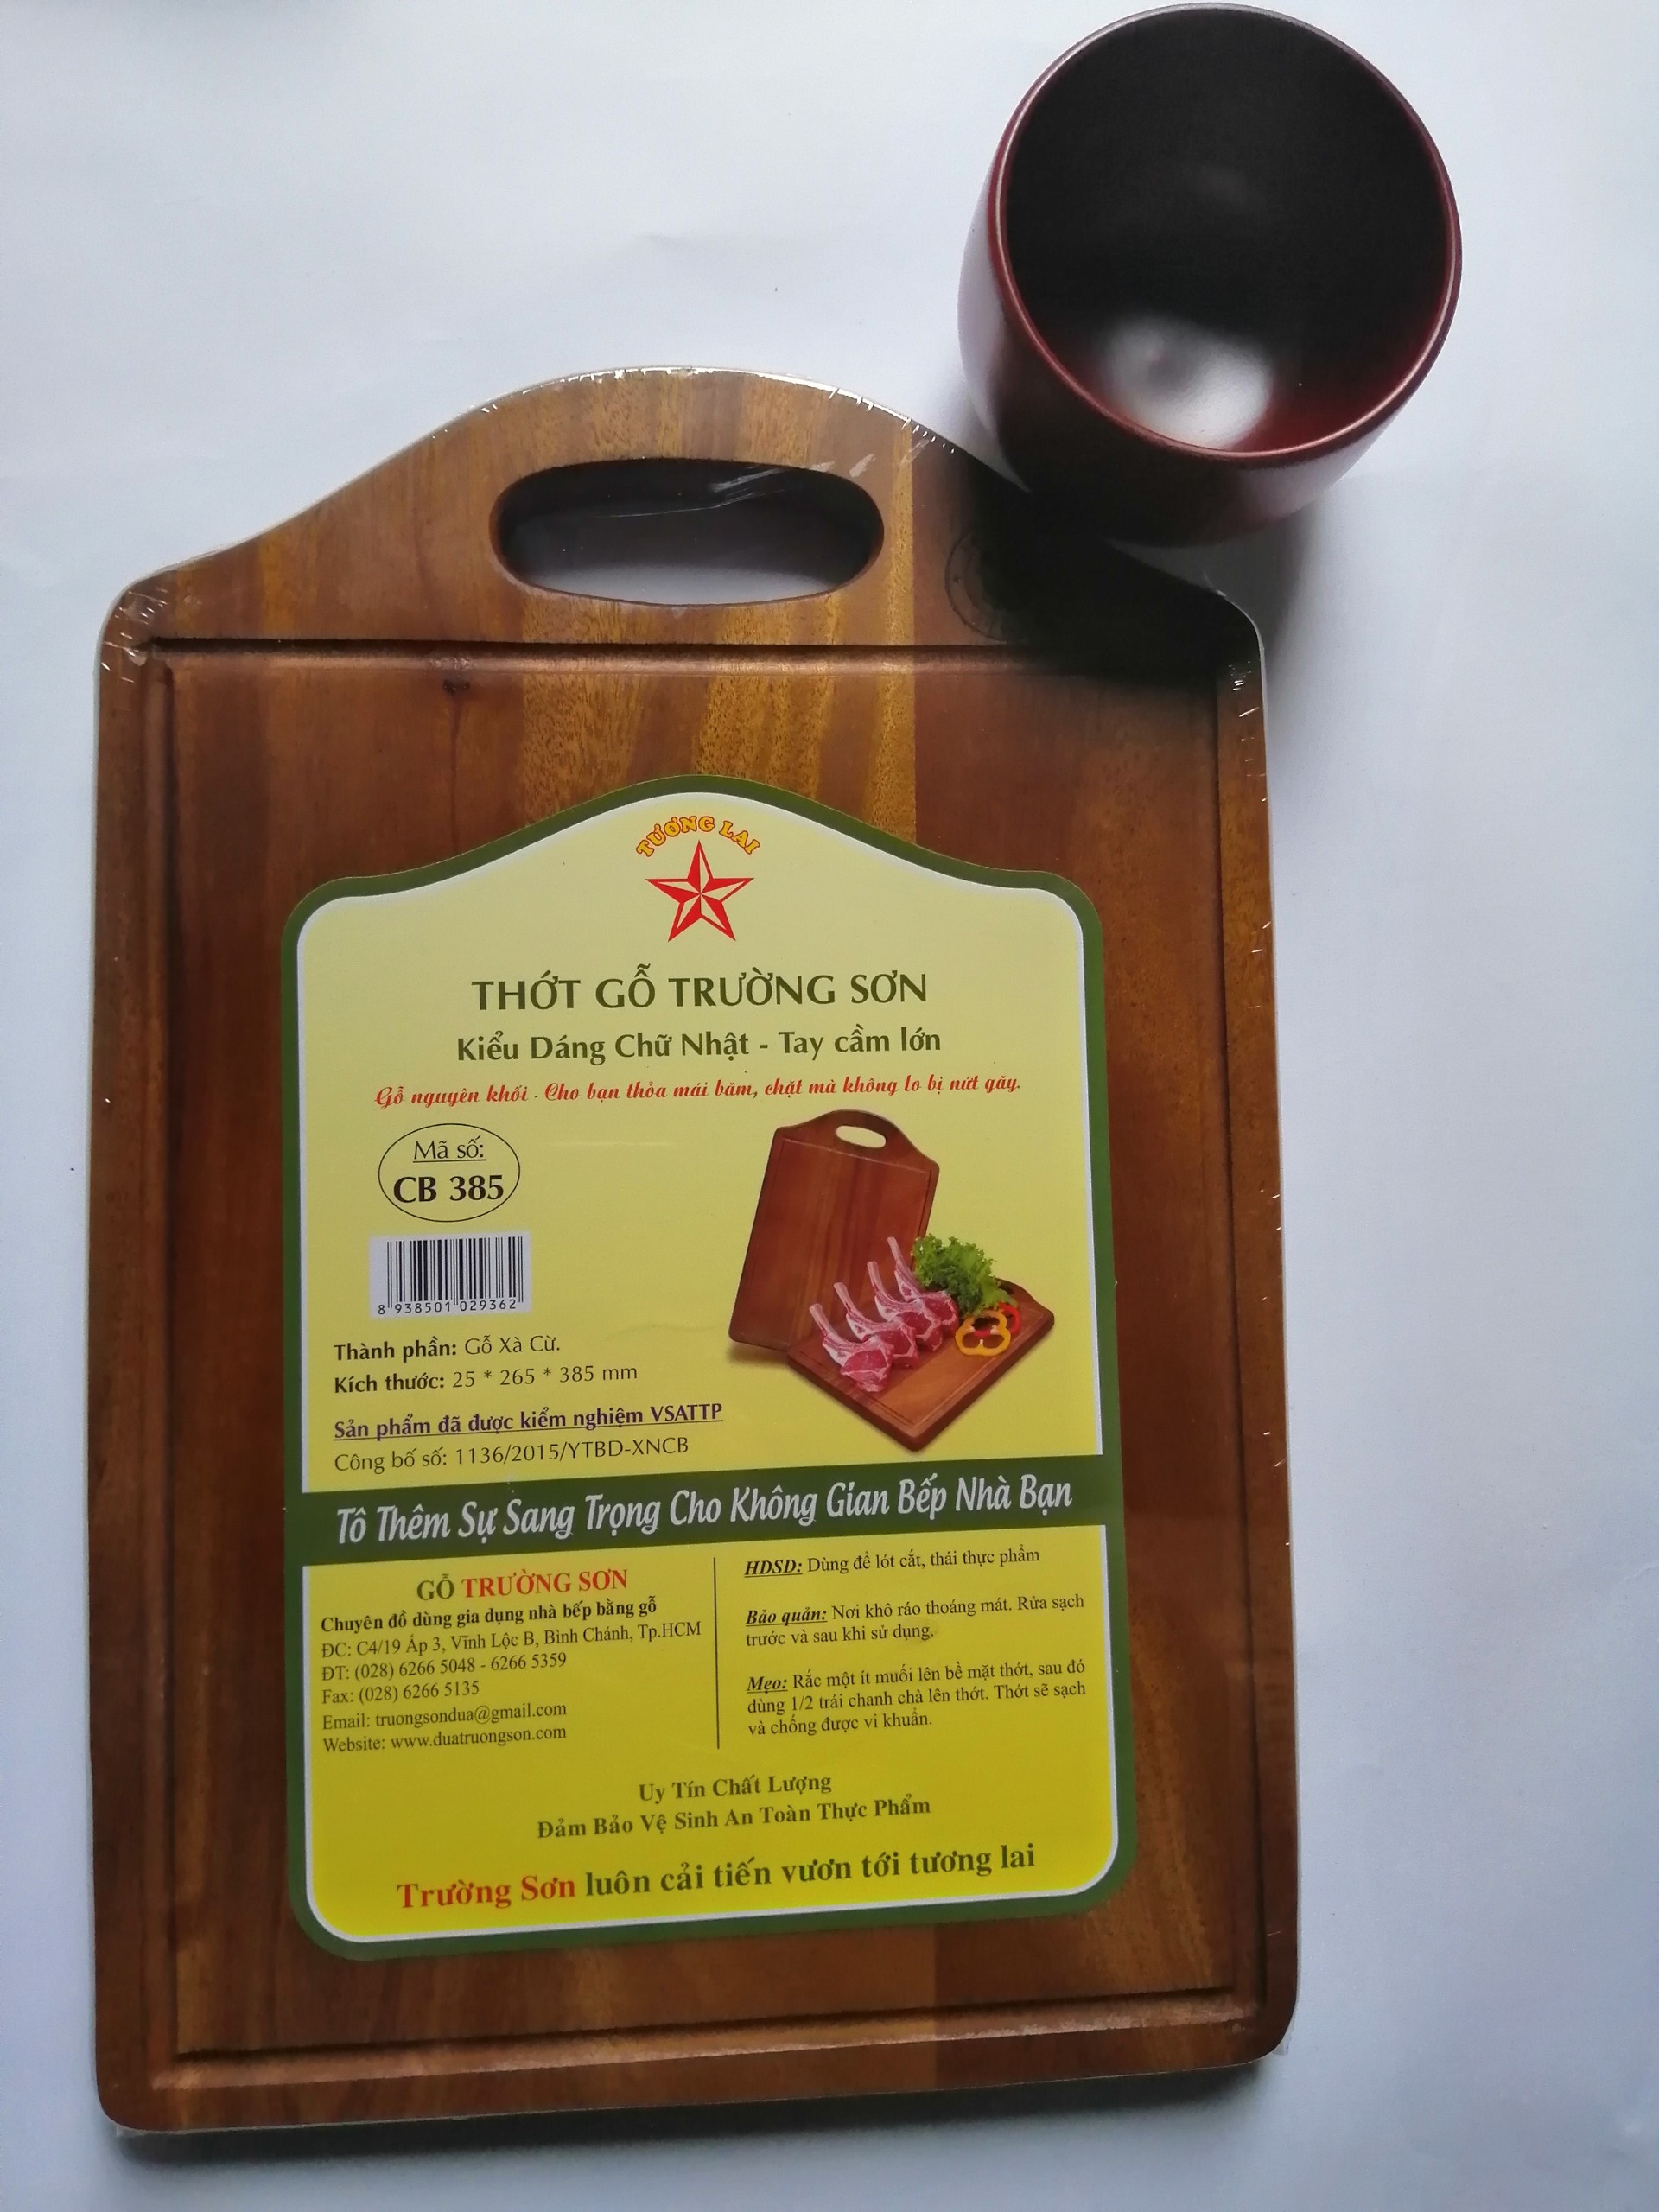 TƯƠNG LAI
THỚT GỖ TRƯỜNG SƠN
Kiểu Dáng Chữ Nhật - Tay cầm lớn
Gỗ nguyên khối - Cho bạn thỏa mái băm, chặt mà không lo bị nứt gãy.
Mã số:
CB 385
8 938501 029362
Thành phần: Gỗ Xà Cừ.
Kích thước: 25 * 265 * 385 mm
Sản phẩm đã được kiểm nghiệm VSATTP
Công bố số: 1136/2015/YTBD-XNCB
Tô Thêm Sự Sang Trọng Cho Không Gian Bếp Nhà Bạn
GỖ TRƯỜNG SƠN
Chuyên đồ dùng gia dụng nhà bếp bằng gỗ
ĐC: C4/19 Ấp 3, Vĩnh Lộc B, Bình Chánh, Tp.HCM
ĐT: (028) 6266 5048 - 6266 5359
Fax: (028) 6266 5135
Email: truongsondua@gmail.com
Website: www.duatruongson.com
HDSD: Dùng để lót cắt, thái thực phẩm
Bảo quản: Nơi khô ráo thoáng mát. Rửa sạch
trước và sau khi sử dụng.
Mẹo: Rắc một ít muối lên bề mặt thớt, sau đó
dùng 1/2 trái chanh chà lên thớt. Thớt sẽ sạch
và chống được vi khuẩn.
Uy Tín Chất Lượng
Đảm Bảo Vệ Sinh An Toàn Thực Phẩm
Trường Sơn luôn cải tiến vươn tới tương lai